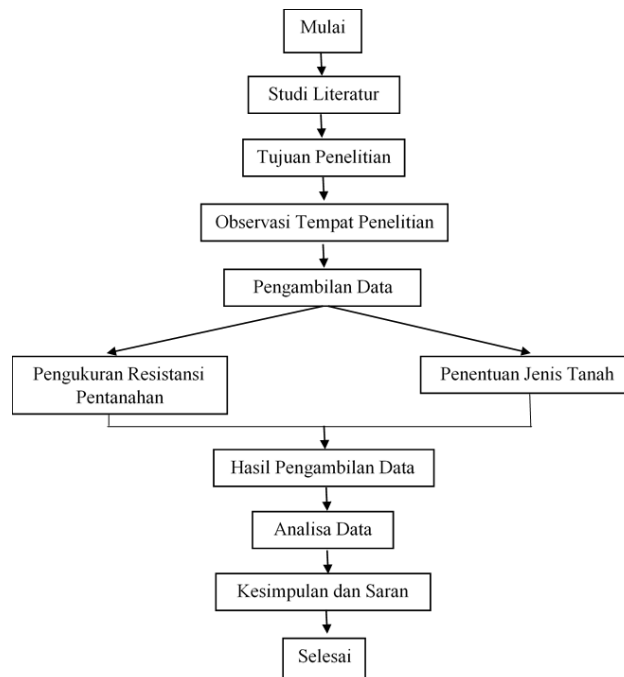 Mulai
Studi Literatur
Tujuan Penelitian
Observasi Tempat Penelitian
Pengambilan Data
Pengukuran Resistansi
Pentanahan
Penentuan Jenis Tanah
Hasil Pengambilan Data
Analisa Data
Kesimpulan dan Saran
Selesai